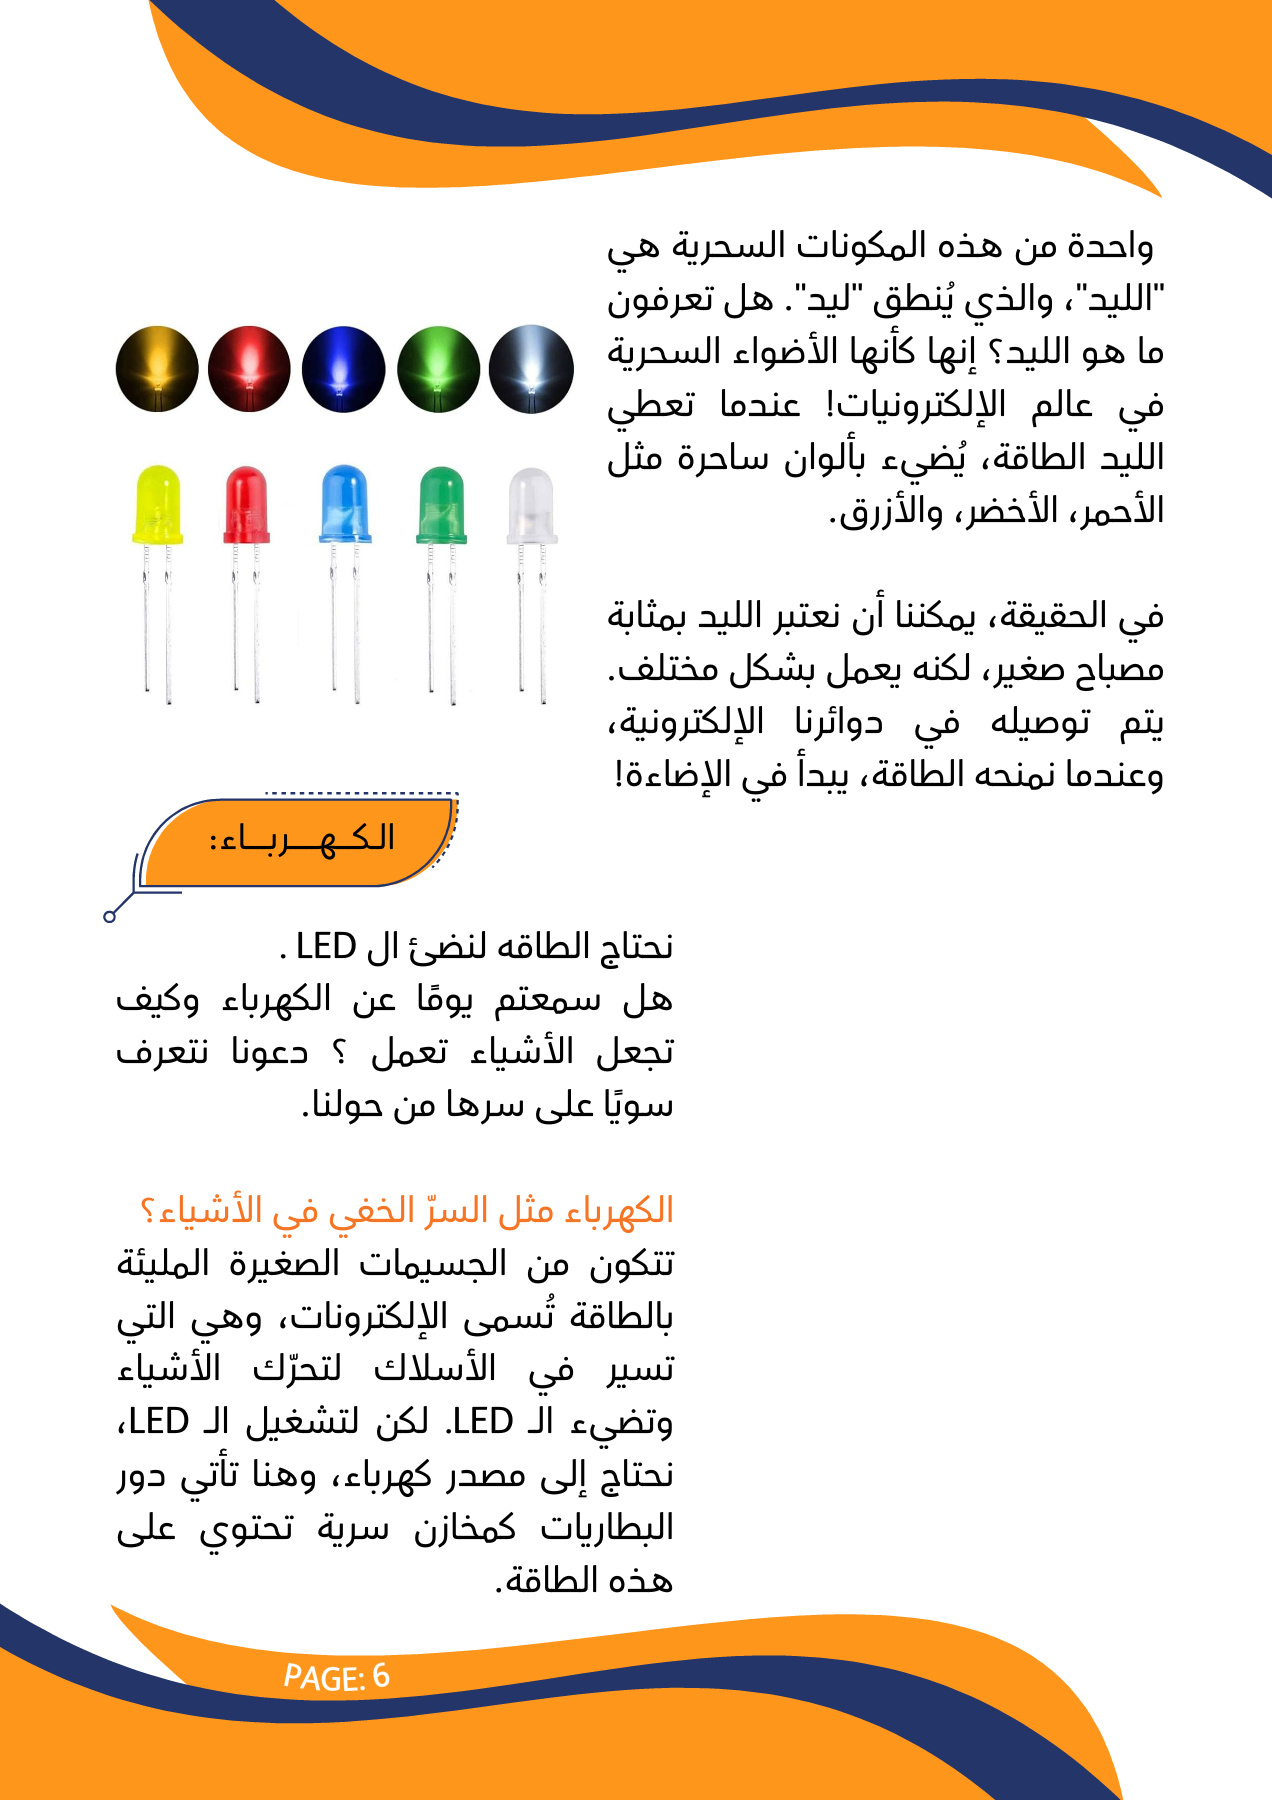 واحدة من هذه المكونات السحرية هي
"الليد"، والذي يُنطق "ليد". هل تعرفون
ما هو الليد؟ إنها كأنها الأضواء السحرية
في عالم الإلكترونيات! عندما تعطي
الليد الطاقة، يُضيء بألوان ساحرة مثل
الأحمر، الأخضر، والأزرق.
في الحقيقة، يمكننا أن نعتبر الليد بمثابة
مصباح صغير، لكنه يعمل بشكل مختلف.
يتم توصيله في دوائرنا الإلكترونية،
وعندما نمنحه الطاقة، يبدأ في الإضاءة!
الـكــهــــربـــاء:
نحتاج الطاقه لنضئ ال LED .
هل سمعتم يومًا عن الكهرباء وكيف
تجعل الأشياء تعمل ؟ دعونا نتعرف
سويًا على سرها من حولنا.
الكهرباء مثل السرّ الخفي في الأشياء؟
تتكون من الجسيمات الصغيرة المليئة
بالطاقة تُسمى الإلكترونات، وهي التي
تسير في الأسلاك لتحرّك الأشياء
وتضيء الـ LED. لكن لتشغيل الـ LED،
نحتاج إلى مصدر كهرباء، وهنا تأتي دور
البطاريات كمخازن سرية تحتوي على
هذه الطاقة.
PAGE: 6